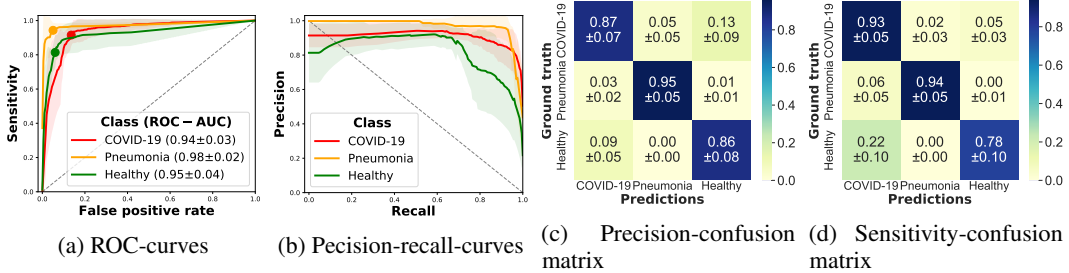 1.0
0.8
0.6
0.4
0.2
0.0
Sensitivity
Class (ROC−AUC)
COVID-19 (0.94±0.03)
Pneumonia (0.98±0.02)
Healthy (0.95±0.04)
0.0 0.2 0.4 0.6 0.8 1.0
False positive rate
(a) ROC-curves
1.0
0.8
0.6
0.4
0.2
0.0
Precision
Class
COVID-19
Pneumonia
Healthy
0.0 0.2 0.4 0.6 0.8 1.0
Recall
(b) Pecision-recall-curves
Ground truth
Healthy Pneumonia COVID-19
0.87 0.05 0.13
±0.07 ±0.05 ±0.09
0.03 0.95 0.01
±0.02 ±0.05 ±0.01
0.09 0.00 0.86
±0.05 ±0.00 ±0.08
COVID-19 Pneumonia Healthy
Predictions
0.8
0.6
0.4
0.2
0.0
(c) Precision-confusion
matrix
Ground truth
Healthy Pneumonia COVID-19
0.93 0.02 0.05
±0.05 ±0.03 ±0.03
0.06 0.94 0.00
±0.05 ±0.05 ±0.01
0.22 0.00 0.78
±0.10 ±0.00 ±0.10
COVID-19 Pneumonia Healthy
Predictions
0.8
0.6
0.4
0.2
0.0
(d) Sensitivity-confusion
matrix